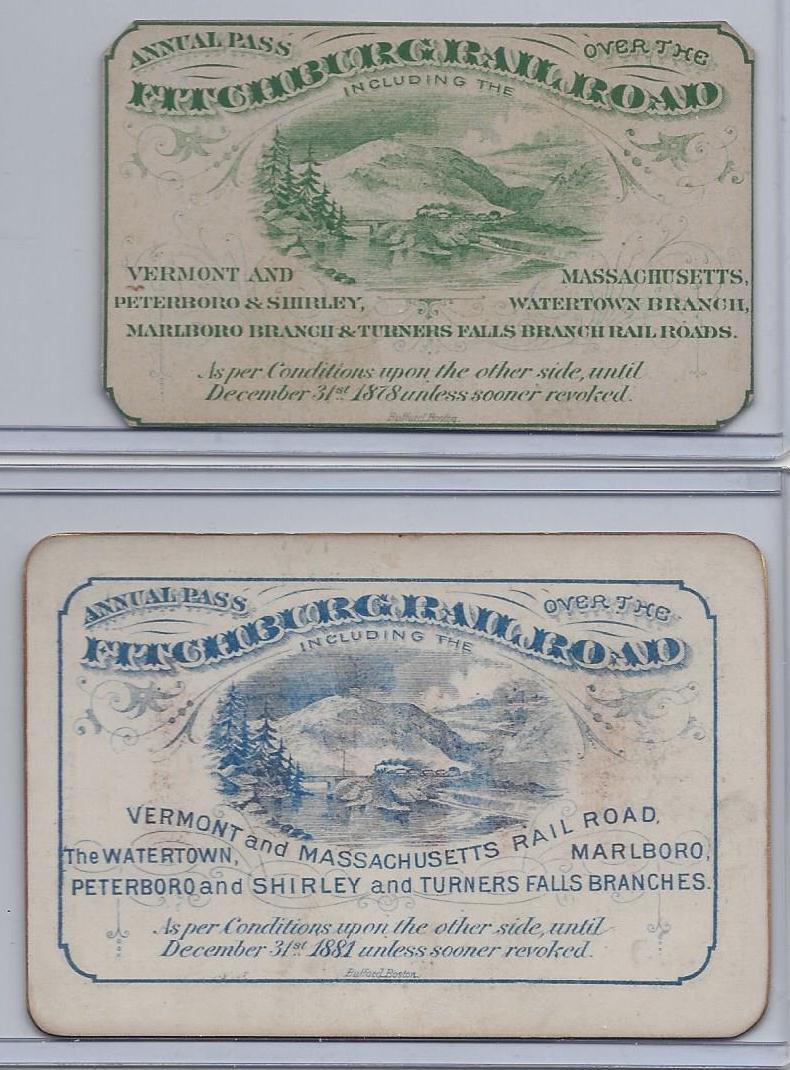 ANNUAL PASS OVER THE
FITCHBURG RAILROAD
INCLUDING THE
VERMONT AND MASSACHUSETTS,
PETERBORO & SHIRLEY, WATERTOWN BRANCH,
MARLBORO BRANCH & TURNERS FALLS BRANCH RAIL ROADS.
As per Conditions upon the other side, until
December 31st 1878 unless sooner revoked.
Bufford Boston.
ANNUAL PASS OVER THE
FITCHBURG RAILROAD
INCLUDING THE
VERMONT and MASSACHUSETTS RAIL ROAD,
The WATERTOWN, MARLBORO,
PETERBORO and SHIRLEY and TURNERS FALLS BRANCHES.
As per Conditions upon the other side, until
December 31st 1881 unless sooner revoked.
Bufford Boston.